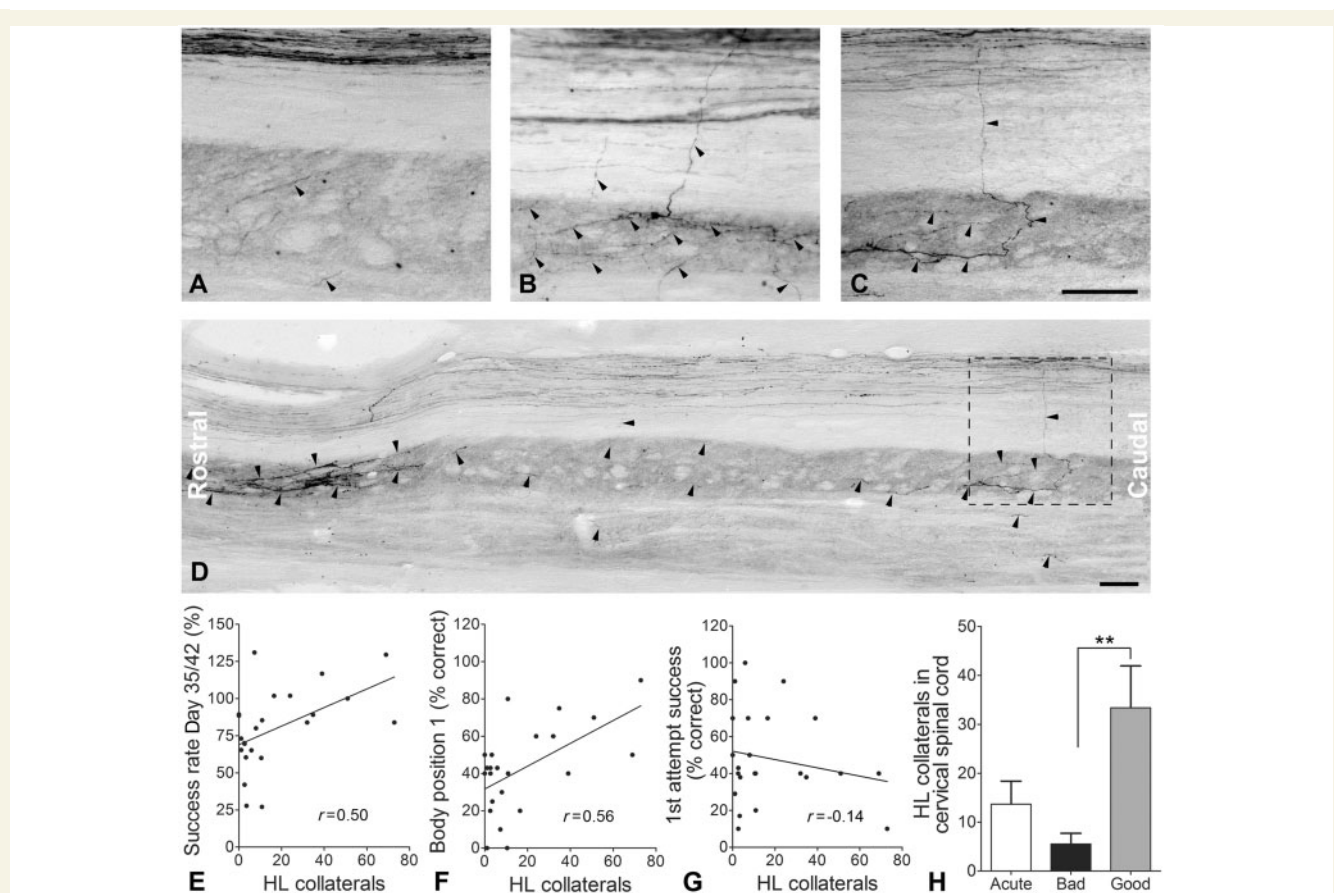 A
B
C
Rostral
Caudal
D
150
125
100
75
50
25
0
0 20 40 60 80
Success rate Day 35/42 (%)
r=0.50
E
HL collaterals
120
100
80
60
40
20
0
0 20 40 60 80
Body position 1 (% correct)
r=0.56
F
HL collaterals
120
100
80
60
40
20
0
0 20 40 60 80
1st attempt success
(% correct)
r=-0.14
G
HL collaterals
50
40
30
20
10
0
HL collaterals in
cervical spinal cord
**
H
Acute Bad Good